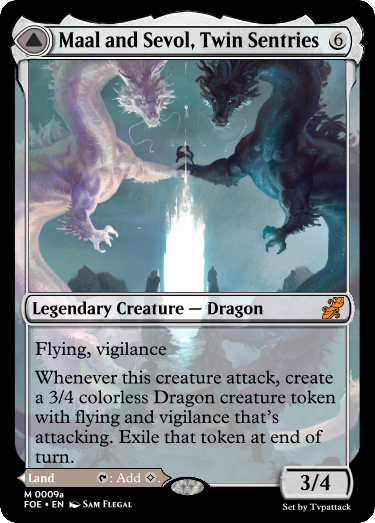 Maal and Sevol, Twin Sentries 6
Legendary Creature — Dragon
Flying, vigilance
Whenever this creature attack, create
a 3/4 colorless Dragon creature token
with flying and vigilance that's
attacking. Exile that token at end of
turn.
Land : Add .
3/4
M 0009a
FOE • EN SAM FLEGAL
Set by Tvpattack